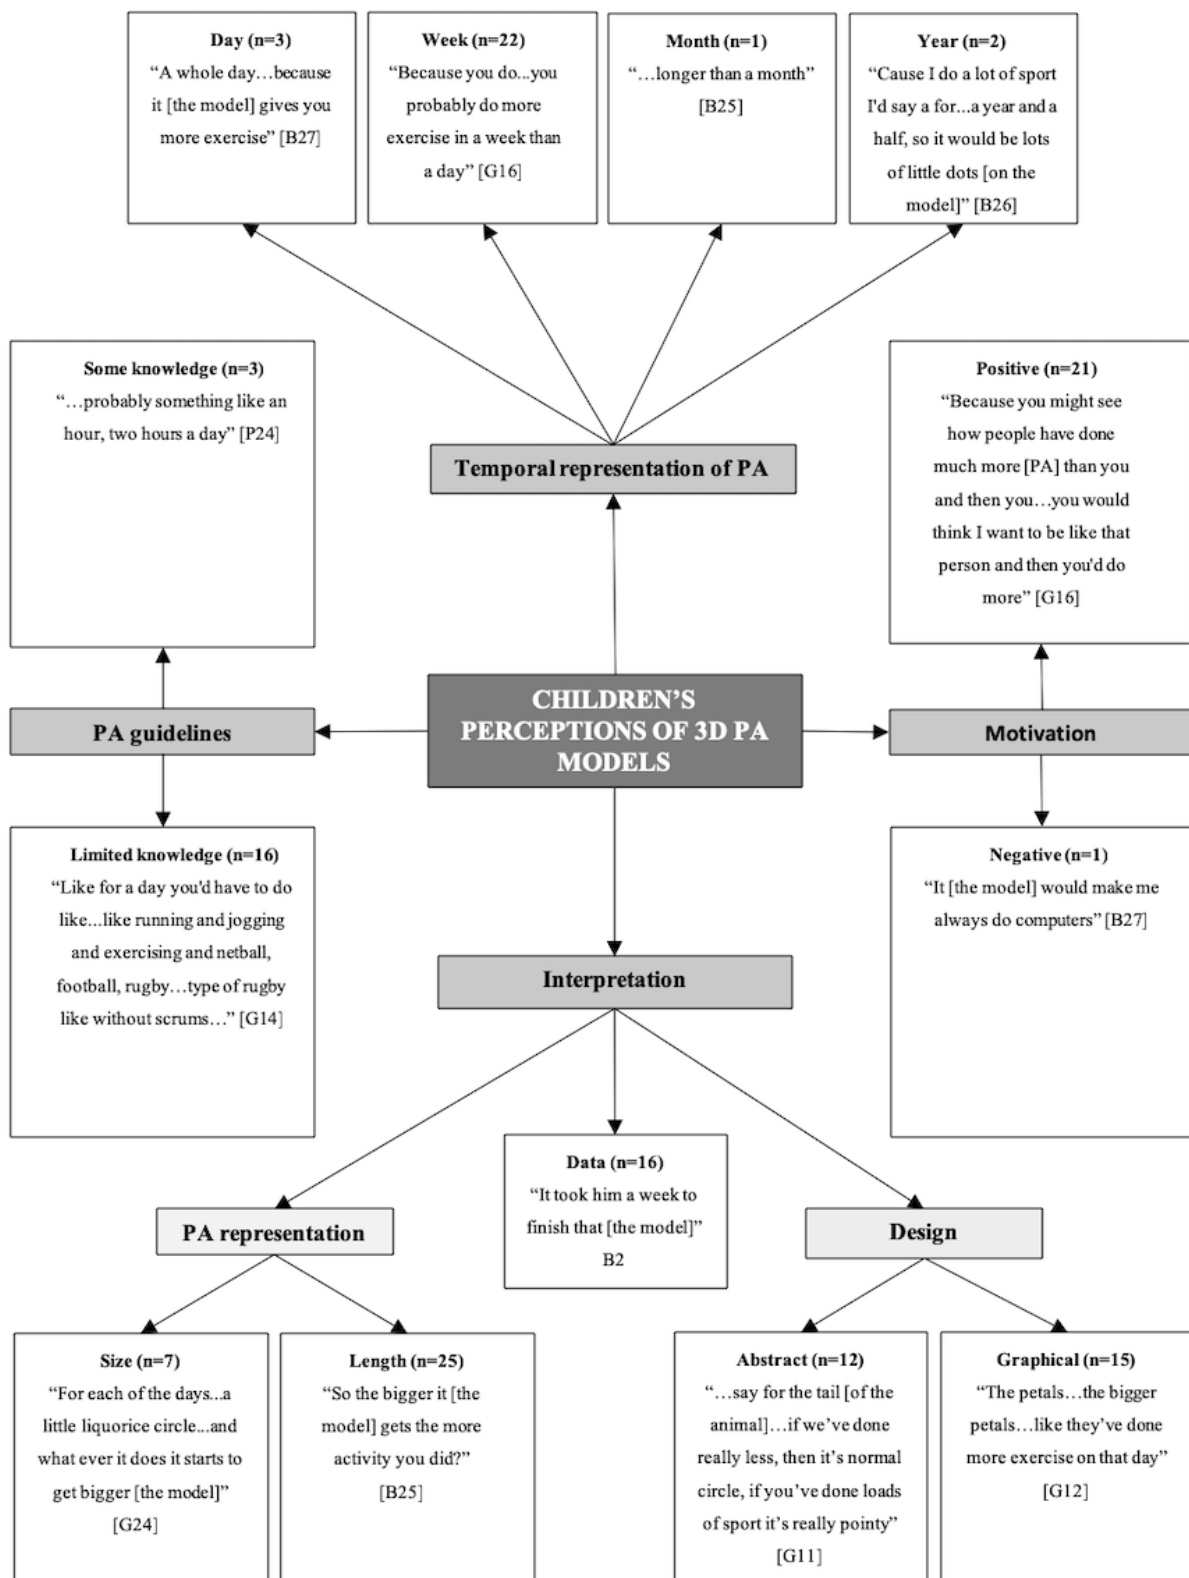 Day (n=3)
“A whole day…because
it [the model] gives you
more exercise” [B27]
Week (n=22)
“Because you do...you
probably do more
exercise in a week than
a day” [G16]
Month (n=1)
“…longer than a month”
[B25]
Year (n=2)
“Cause I do a lot of sport
I'd say a for...a year and a
half, so it would be lots
of little dots [on the
model]” [B26]
Some knowledge (n=3)
“…probably something like an
hour, two hours a day” [P24]
Temporal representation of PA
Positive (n=21)
“Because you might see
how people have done
much more [PA] than you
and then you…you would
think I want to be like that
person and then you'd do
more” [G16]
PA guidelines
CHILDREN’S
PERCEPTIONS OF 3D PA
MODELS
Motivation
Limited knowledge (n=16)
“Like for a day you'd have to do
like...like running and jogging
and exercising and netball,
football, rugby…type of rugby
like without scrums…” [G14]
Negative (n=1)
“It [the model] would make me
always do computers” [B27]
Interpretation
Data (n=16)
“It took him a week to
finish that [the model]”
B2
PA representation
Design
Size (n=7)
“For each of the days...a
little liquorice circle...and
what ever it does it starts to
get bigger [the model]”
[G24]
Length (n=25)
“So the bigger it [the
model] gets the more
activity you did?”
[B25]
Abstract (n=12)
“…say for the tail [of the
animal]…if we’ve done
really less, then it’s normal
circle, if you’ve done loads
of sport it’s really pointy”
[G11]
Graphical (n=15)
“The petals…the bigger
petals…like they’ve done
more exercise on that day”
[G12]